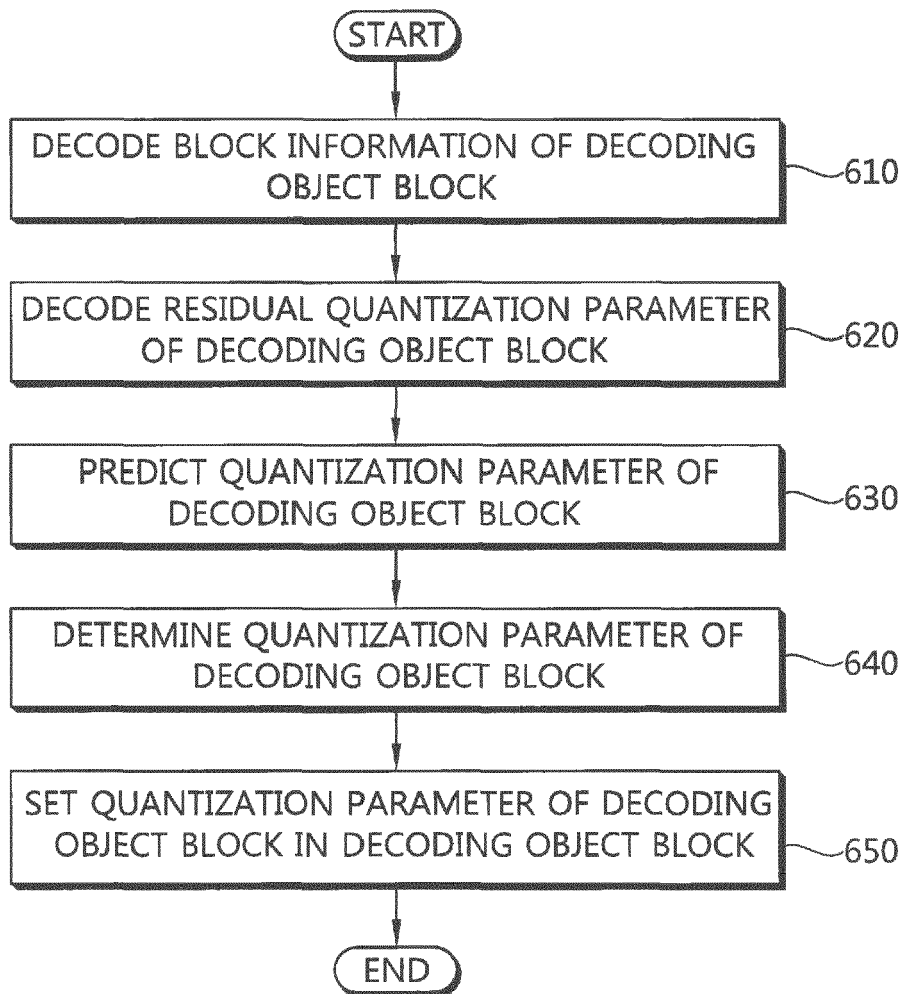 START
DECODE BLOCK INFORMATION OF DECODING
OBJECT BLOCK
610
DECODE RESIDUAL QUANTIZATION PARAMETER
OF DECODING OBJECT BLOCK
620
PREDICT QUANTIZATION PARAMETER OF
DECODING OBJECT BLOCK
630
DETERMINE QUANTIZATION PARAMETER OF
DECODING OBJECT BLOCK
640
SET QUANTIZATION PARAMETER OF DECODING
OBJECT BLOCK IN DECODING OBJECT BLOCK
650
END